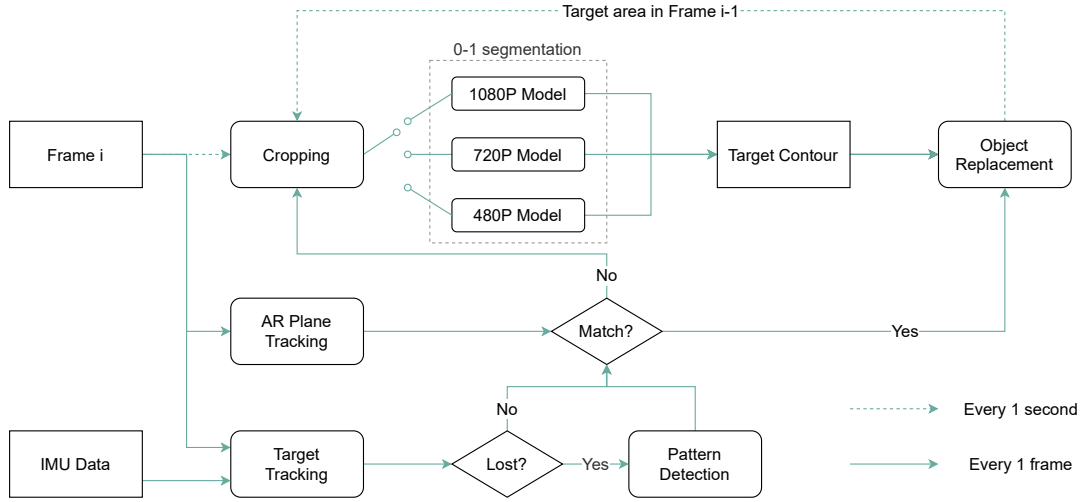 Target area in Frame i-1
0-1 segmentation
1080P Model
Frame i
Cropping
720P Model
Target Contour
Object
Replacement
480P Model
No
AR Plane
Tracking
Match?
Yes
No
Every 1 second
IMU Data
Target
Tracking
Lost?
Yes
Pattern
Detection
Every 1 frame